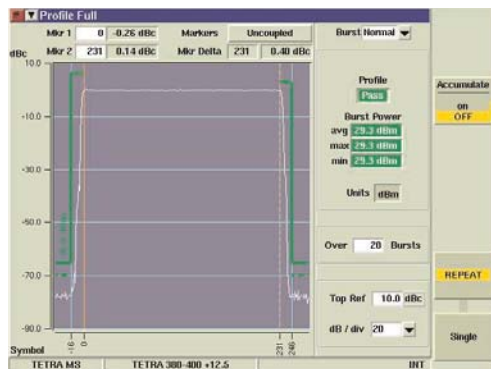 Profile Full
Mkr 1 0 -0.26 dBc Markers Uncoupled
Mkr 2 231 0.14 dBc Mkr Delta 231 0.40 dBc
dBc
10.0
-10.0
-30.0
-50.0
-70.0
-90.0
Symbol
-16
0
231
246
Burst Normal
Profile
Pass
Burst Power
avg 29.3 dBm
max 29.3 dBm
min 29.3 dBm
Units dBm
Over 20 Bursts
Top Ref 10.0 dBc
dB / div 20
Accumulate
on
OFF
REPEAT
Single
TETRA MS TETRA 380-400 +12.5 INT